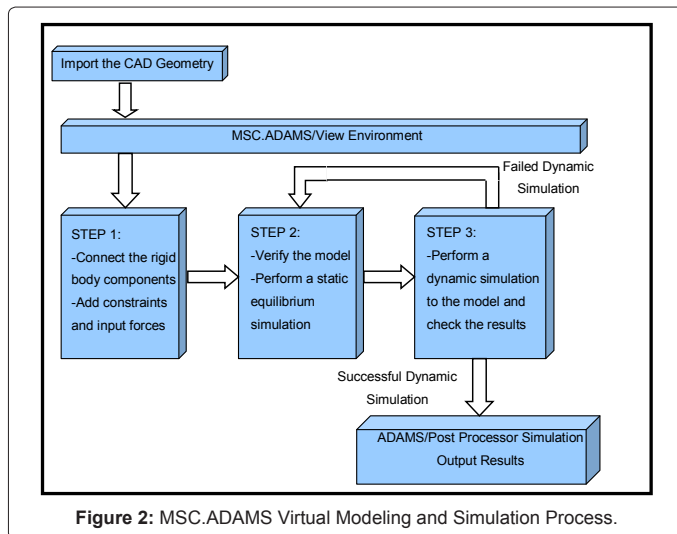 Import the CAD Geometry
MSC.ADAMS/View Environment
Failed Dynamic
Simulation
STEP 1:
-Connect the rigid
body components
-Add constraints
and input forces
STEP 2:
-Verify the model
-Perform a static
equilibrium
simulation
STEP 3:
-Perform a
dynamic simulation
to the model and
check the results
Successful Dynamic
Simulation
ADAMS/Post Processor Simulation
Output Results
Figure 2: MSC.ADAMS Virtual Modeling and Simulation Process.